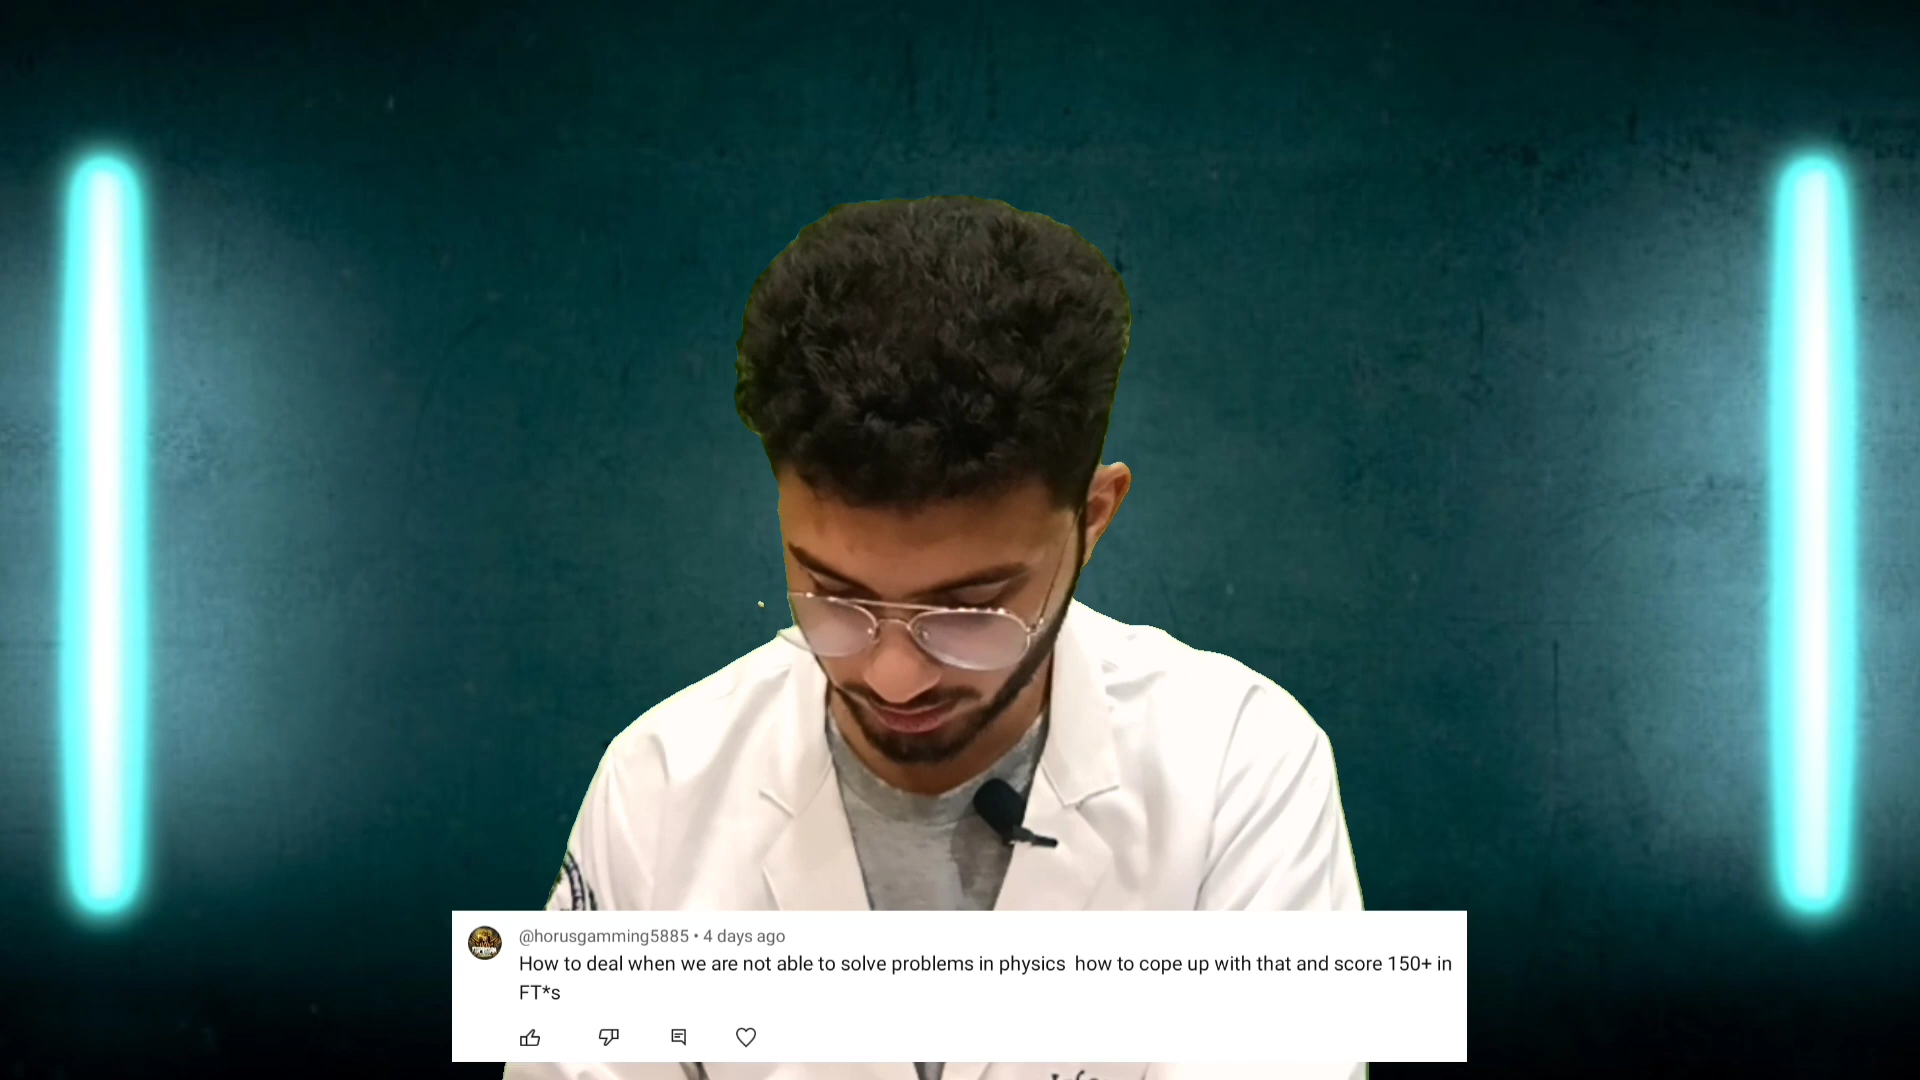 @horusgamming5885 • 4 days ago
How to deal when we are not able to solve problems in physics  how to cope up with that and score 150+ in
FT*s